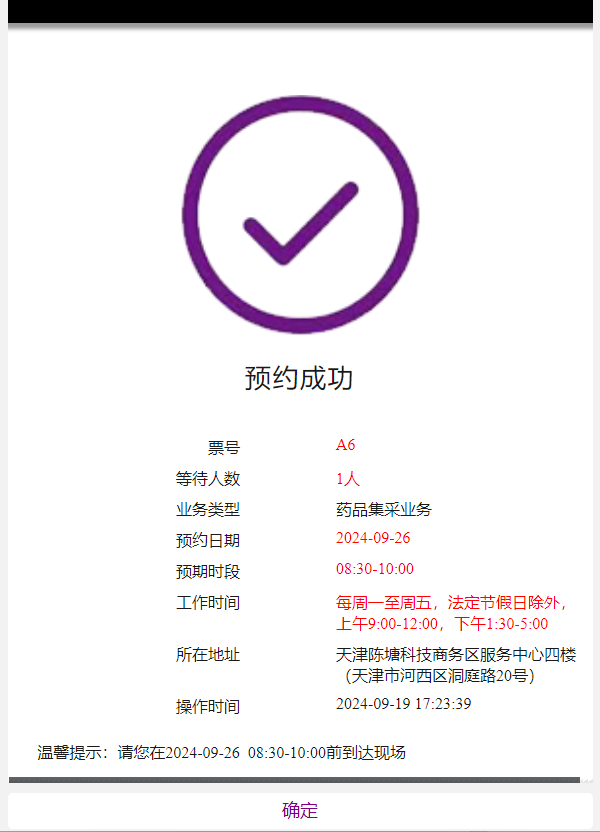 预约成功
票号 A6
等待人数 1人
业务类型 药品集采业务
预约日期 2024-09-26
预期时段 08:30-10:00
工作时间 每周一至周五，法定节假日除外，
上午9:00-12:00，下午1:30-5:00
所在地址 天津陈塘科技商务区服务中心四楼
（天津市河西区洞庭路20号）
操作时间 2024-09-19 17:23:39
温馨提示：请您在2024-09-26 08:30-10:00前到达现场
确定